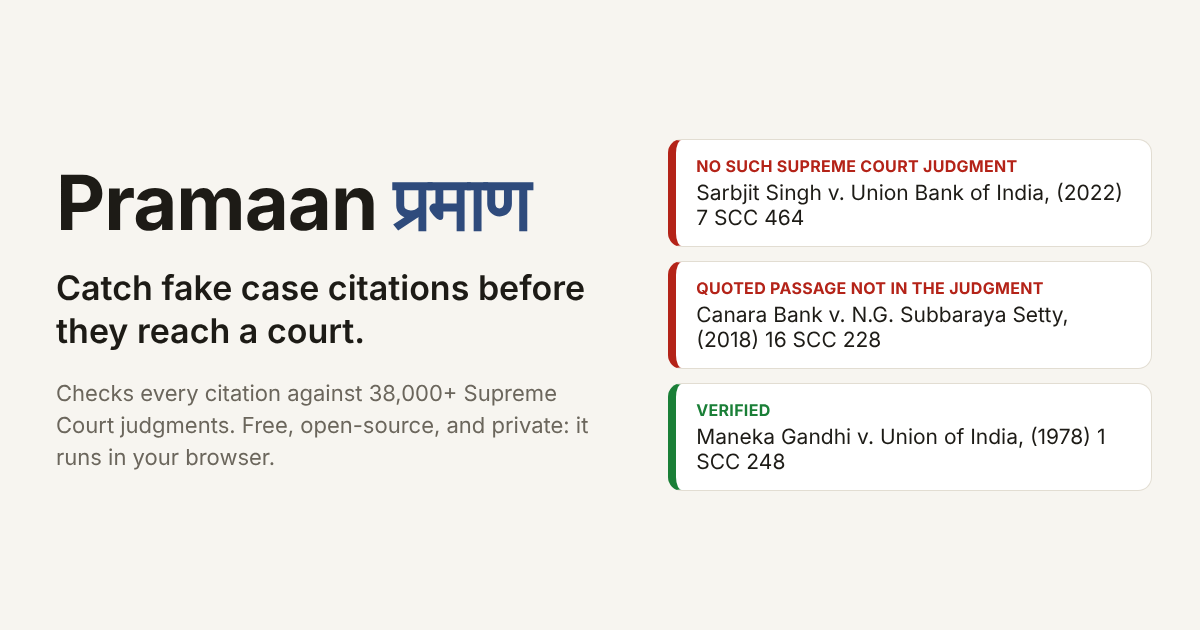 Pramaan प्रमाण
Catch fake case citations before
they reach a court.
Checks every citation against 38,000+ Supreme
Court judgments. Free, open-source, and private: it
runs in your browser.
NO SUCH SUPREME COURT JUDGMENT
Sarbjit Singh v. Union Bank of India, (2022)
7 SCC 464
QUOTED PASSAGE NOT IN THE JUDGMENT
Canara Bank v. N.G. Subbaraya Setty,
(2018) 16 SCC 228
VERIFIED
Maneka Gandhi v. Union of India, (1978) 1
SCC 248